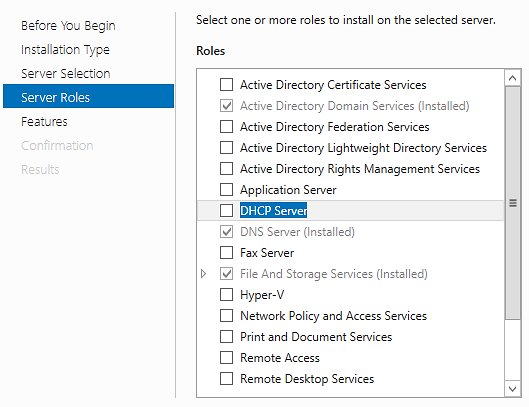 Before You Begin
Installation Type
Server Selection
Server Roles
Features
Confirmation
Results
Select one or more roles to install on the selected server.
Roles
Active Directory Certificate Services
Active Directory Domain Services (Installed)
Active Directory Federation Services
Active Directory Lightweight Directory Services
Active Directory Rights Management Services
Application Server
DHCP Server
DNS Server (Installed)
Fax Server
File And Storage Services (Installed)
Hyper-V
Network Policy and Access Services
Print and Document Services
Remote Access
Remote Desktop Services